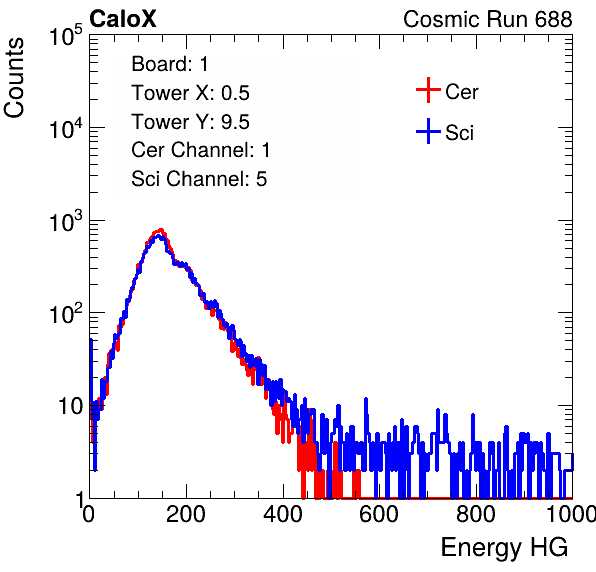 CaloX Cosmic Run 688
Counts
10^5
10^4
10^3
10^2
10
1
Board: 1
Tower X: 0.5
Tower Y: 9.5
Cer Channel: 1
Sci Channel: 5
Cer
Sci
0 200 400 600 800 1000
Energy HG